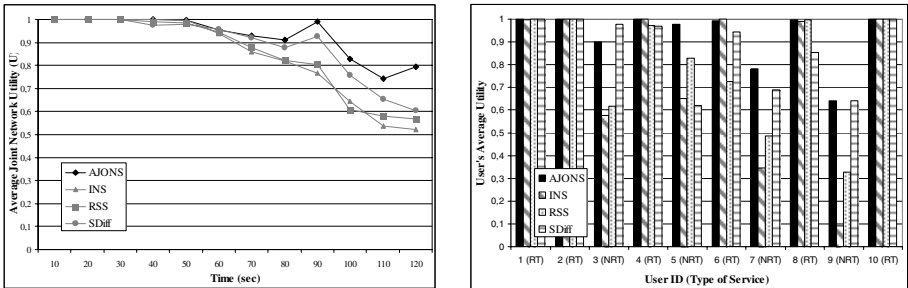 Average Joint Network Utility (U)
1
0,9
0,8
0,7
0,6
0,5
0,4
0,3
0,2
0,1
0
AJONS
INS
RSS
SDiff
10 20 30 40 50 60 70 80 90 100 110 120
Time (sec)
User's Average Utility
1
0,9
0,8
0,7
0,6
0,5
0,4
0,3
0,2
0,1
0
AJONS
INS
RSS
SDiff
1 (RT) 2 (RT) 3 (NRT) 4 (RT) 5 (NRT) 6 (RT) 7 (NRT) 8 (RT) 9 (NRT) 10 (RT)
User ID (Type of Service)